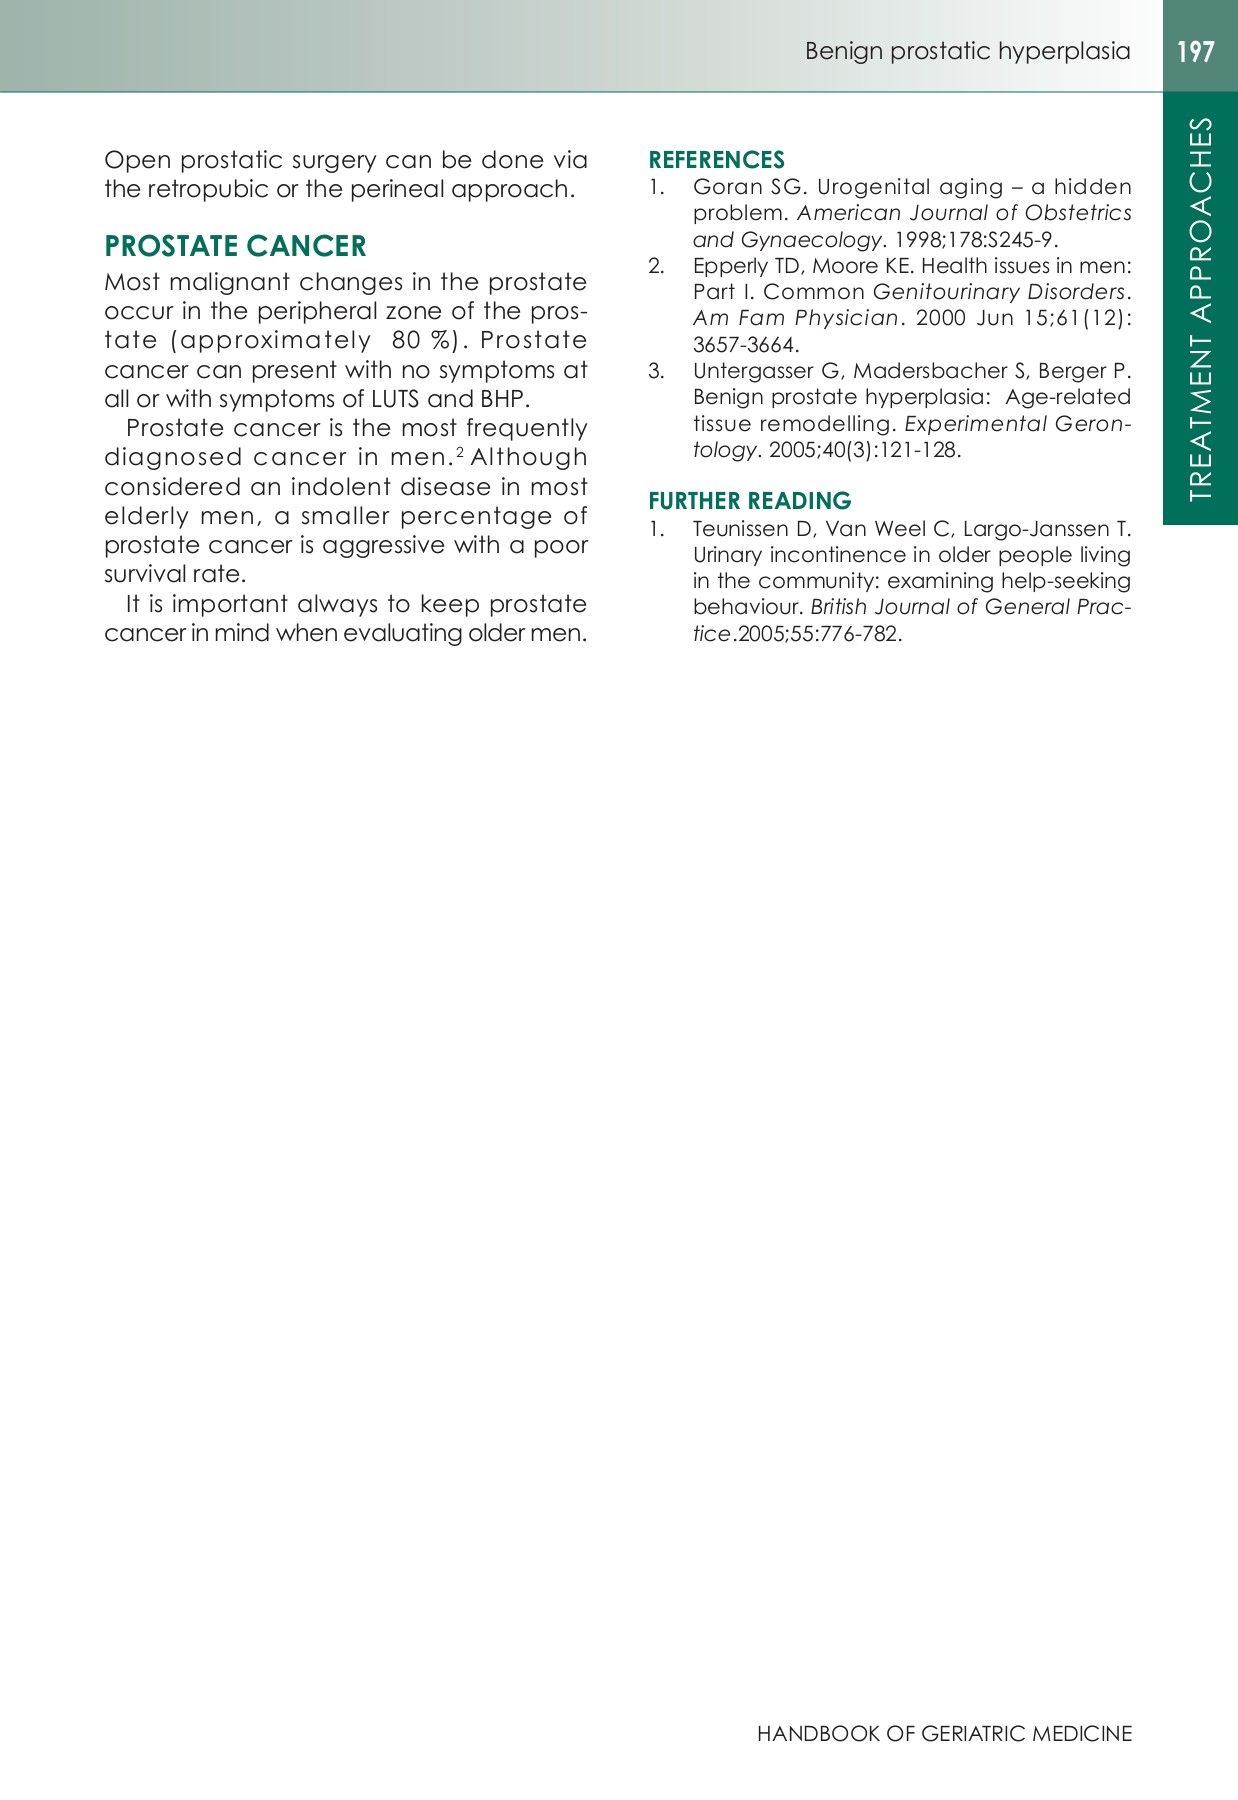 Benign prostatic hyperplasia
197
TREATMENT APPROACHES
Open prostatic surgery can be done via
the retropubic or the perineal approach.
PROSTATE CANCER
Most malignant changes in the prostate
occur in the peripheral zone of the pros-
tate (approximately 80 %). Prostate
cancer can present with no symptoms at
all or with symptoms of LUTS and BHP.
Prostate cancer is the most frequently
diagnosed cancer in men.² Although
considered an indolent disease in most
elderly men, a smaller percentage of
prostate cancer is aggressive with a poor
survival rate.
It is important always to keep prostate
cancer in mind when evaluating older men.
REFERENCES
1. Goran SG. Urogenital aging – a hidden
problem. American Journal of Obstetrics
and Gynaecology. 1998;178:S245-9.
2. Epperly TD, Moore KE. Health issues in men:
Part I. Common Genitourinary Disorders.
Am Fam Physician. 2000 Jun 15;61(12):
3657-3664.
3. Untergasser G, Madersbacher S, Berger P.
Benign prostate hyperplasia: Age-related
tissue remodelling. Experimental Geron-
tology. 2005;40(3):121-128.
FURTHER READING
1. Teunissen D, Van Weel C, Largo-Janssen T.
Urinary incontinence in older people living
in the community: examining help-seeking
behaviour. British Journal of General Prac-
tice.2005;55:776-782.
HANDBOOK OF GERIATRIC MEDICINE